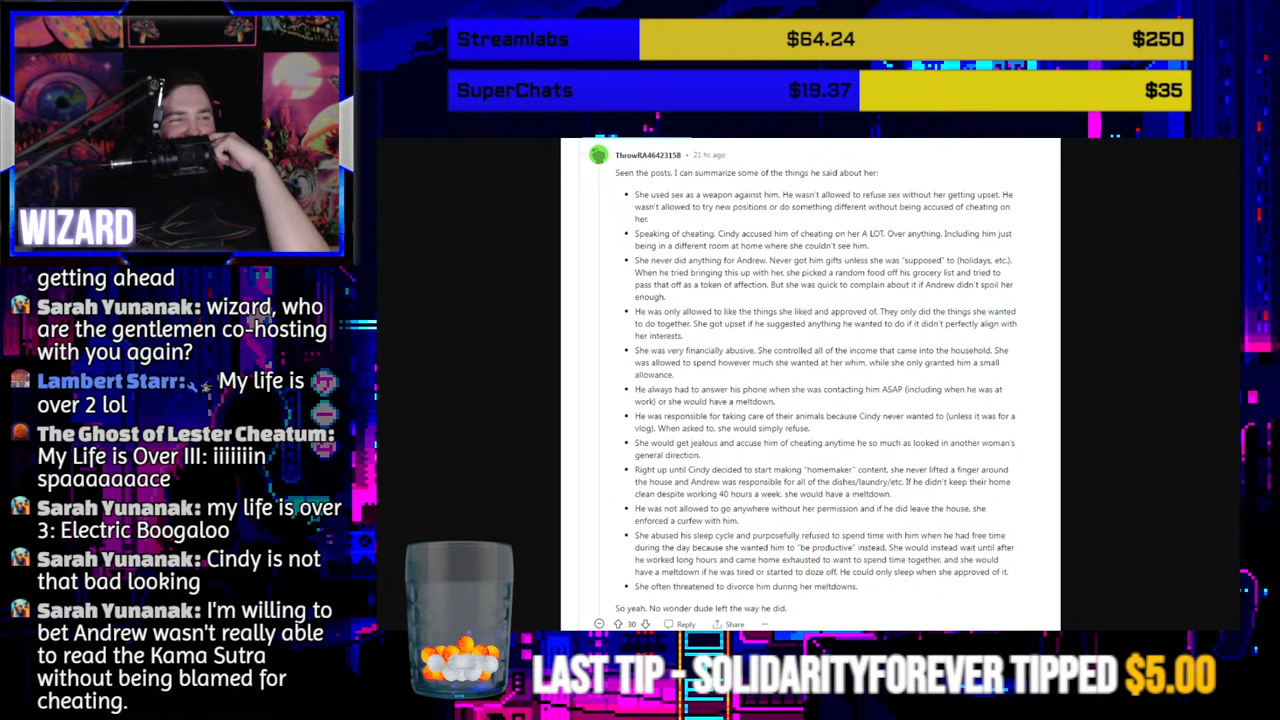 Streamlabs $64.24 $250
SuperChats $19.37 $35
WIZARD
getting ahead
Sarah Yunanak: wizard, who
are the gentlemen co-hosting
with you again?
Lambert Starr: My life is
over 2 lol
The Ghost of Lester Cheatum:
My Life is Over III: iiiiiiin
spaaaaaaace
Sarah Yunanak: my life is over
3: Electric Boogaloo
Sarah Yunanak: Cindy is not
that bad looking
Sarah Yunanak: I'm willing to
bet Andrew wasn't really able
to read the Kama Sutra
without being blamed for
cheating.
ThrowRA46423158 • 21 hr. ago
Seen the posts, I can summarize some of the things he said about her:
• She used sex as a weapon against him. He wasn't allowed to refuse sex without her getting upset. He
wasn't allowed to try new positions or do something different without being accused of cheating on
her.
• Speaking of cheating, Cindy accused him of cheating on her A LOT. Over anything. Including him just
being in a different room at home where she couldn't see him.
• She never did anything for Andrew. Never got him gifts unless she was "supposed" to (holidays, etc.).
When he tried bringing this up with her, she picked a random food off his grocery list and tried to
pass that off as a token of affection. But she was quick to complain about it if Andrew didn't spoil her
enough.
• He was only allowed to like the things she liked and approved of. They only did the things she wanted
to do together. She got upset if he suggested anything he wanted to do if it didn't perfectly align with
her interests.
• She was very financially abusive. She controlled all of the income that came into the household. She
was allowed to spend however much she wanted at her whim, while she only granted him a small
allowance.
• He always had to answer his phone when she was contacting him ASAP (including when he was at
work) or she would have a meltdown.
• He was responsible for taking care of their animals because Cindy never wanted to (unless it was for a
vlog). When asked to, she would simply refuse.
• She would get jealous and accuse him of cheating anytime he so much as looked in another woman's
general direction.
• Right up until Cindy decided to start making "homemaker" content, she never lifted a finger around
the house and Andrew was responsible for all of the dishes/laundry/etc. If he didn't keep their home
clean despite working 40 hours a week, she would have a meltdown.
• He was not allowed to go anywhere without her permission and if he did leave the house, she
enforced a curfew with him.
• She abused his sleep cycle and purposefully refused to spend time with him when he had free time
during the day because she wanted him to "be productive" instead. She would instead wait until after
he worked long hours and came home exhausted to want to spend time together, and she would
have a meltdown if he was tired or started to doze off. He could only sleep when she approved of it.
• She often threatened to divorce him during her meltdowns.
So yeah. No wonder dude left the way he did.
30 Reply Share ...
LAST TIP - SOLIDARITYFOREVER TIPPED $5.00